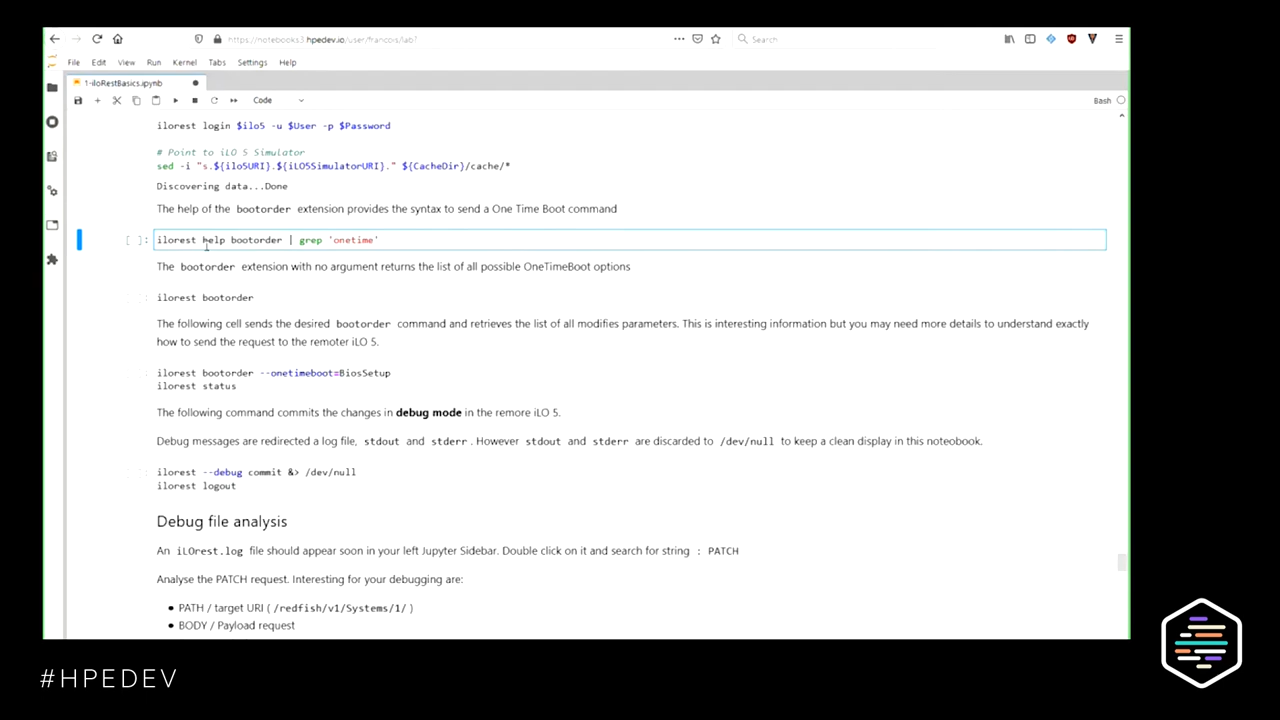 https://notebooks3.hpedev.io/user/francois/lab?
Search
File Edit View Run Kernel Tabs Settings Help
1-iloRestBasics.ipynb
Code
Bash
ilorest login $ilo5 -u $User -p $Password
# Point to iLO 5 Simulator
sed -i "s.${ilo5URI}.${iLO5SimulatorURI}." ${CacheDir}/cache/*
Discovering data...Done
The help of the bootorder extension provides the syntax to send a One Time Boot command
[ ]: ilorest help bootorder | grep 'onetime'
The bootorder extension with no argument returns the list of all possible OneTimeBoot options
ilorest bootorder
The following cell sends the desired bootorder command and retrieves the list of all modifies parameters. This is interesting information but you may need more details to understand exactly
how to send the request to the remoter iLO 5.
ilorest bootorder --onetimeboot=BiosSetup
ilorest status
The following command commits the changes in debug mode in the remore iLO 5.
Debug messages are redirected a log file, stdout and stderr. However stdout and stderr are discarded to /dev/null to keep a clean display in this noteobook.
ilorest --debug commit &> /dev/null
ilorest logout
Debug file analysis
An iLOrest.log file should appear soon in your left Jupyter Sidebar. Double click on it and search for string : PATCH
Analyse the PATCH request. Interesting for your debugging are:
• PATH / target URI ( /redfish/v1/Systems/1/ )
• BODY / Payload request
#HPEDEV